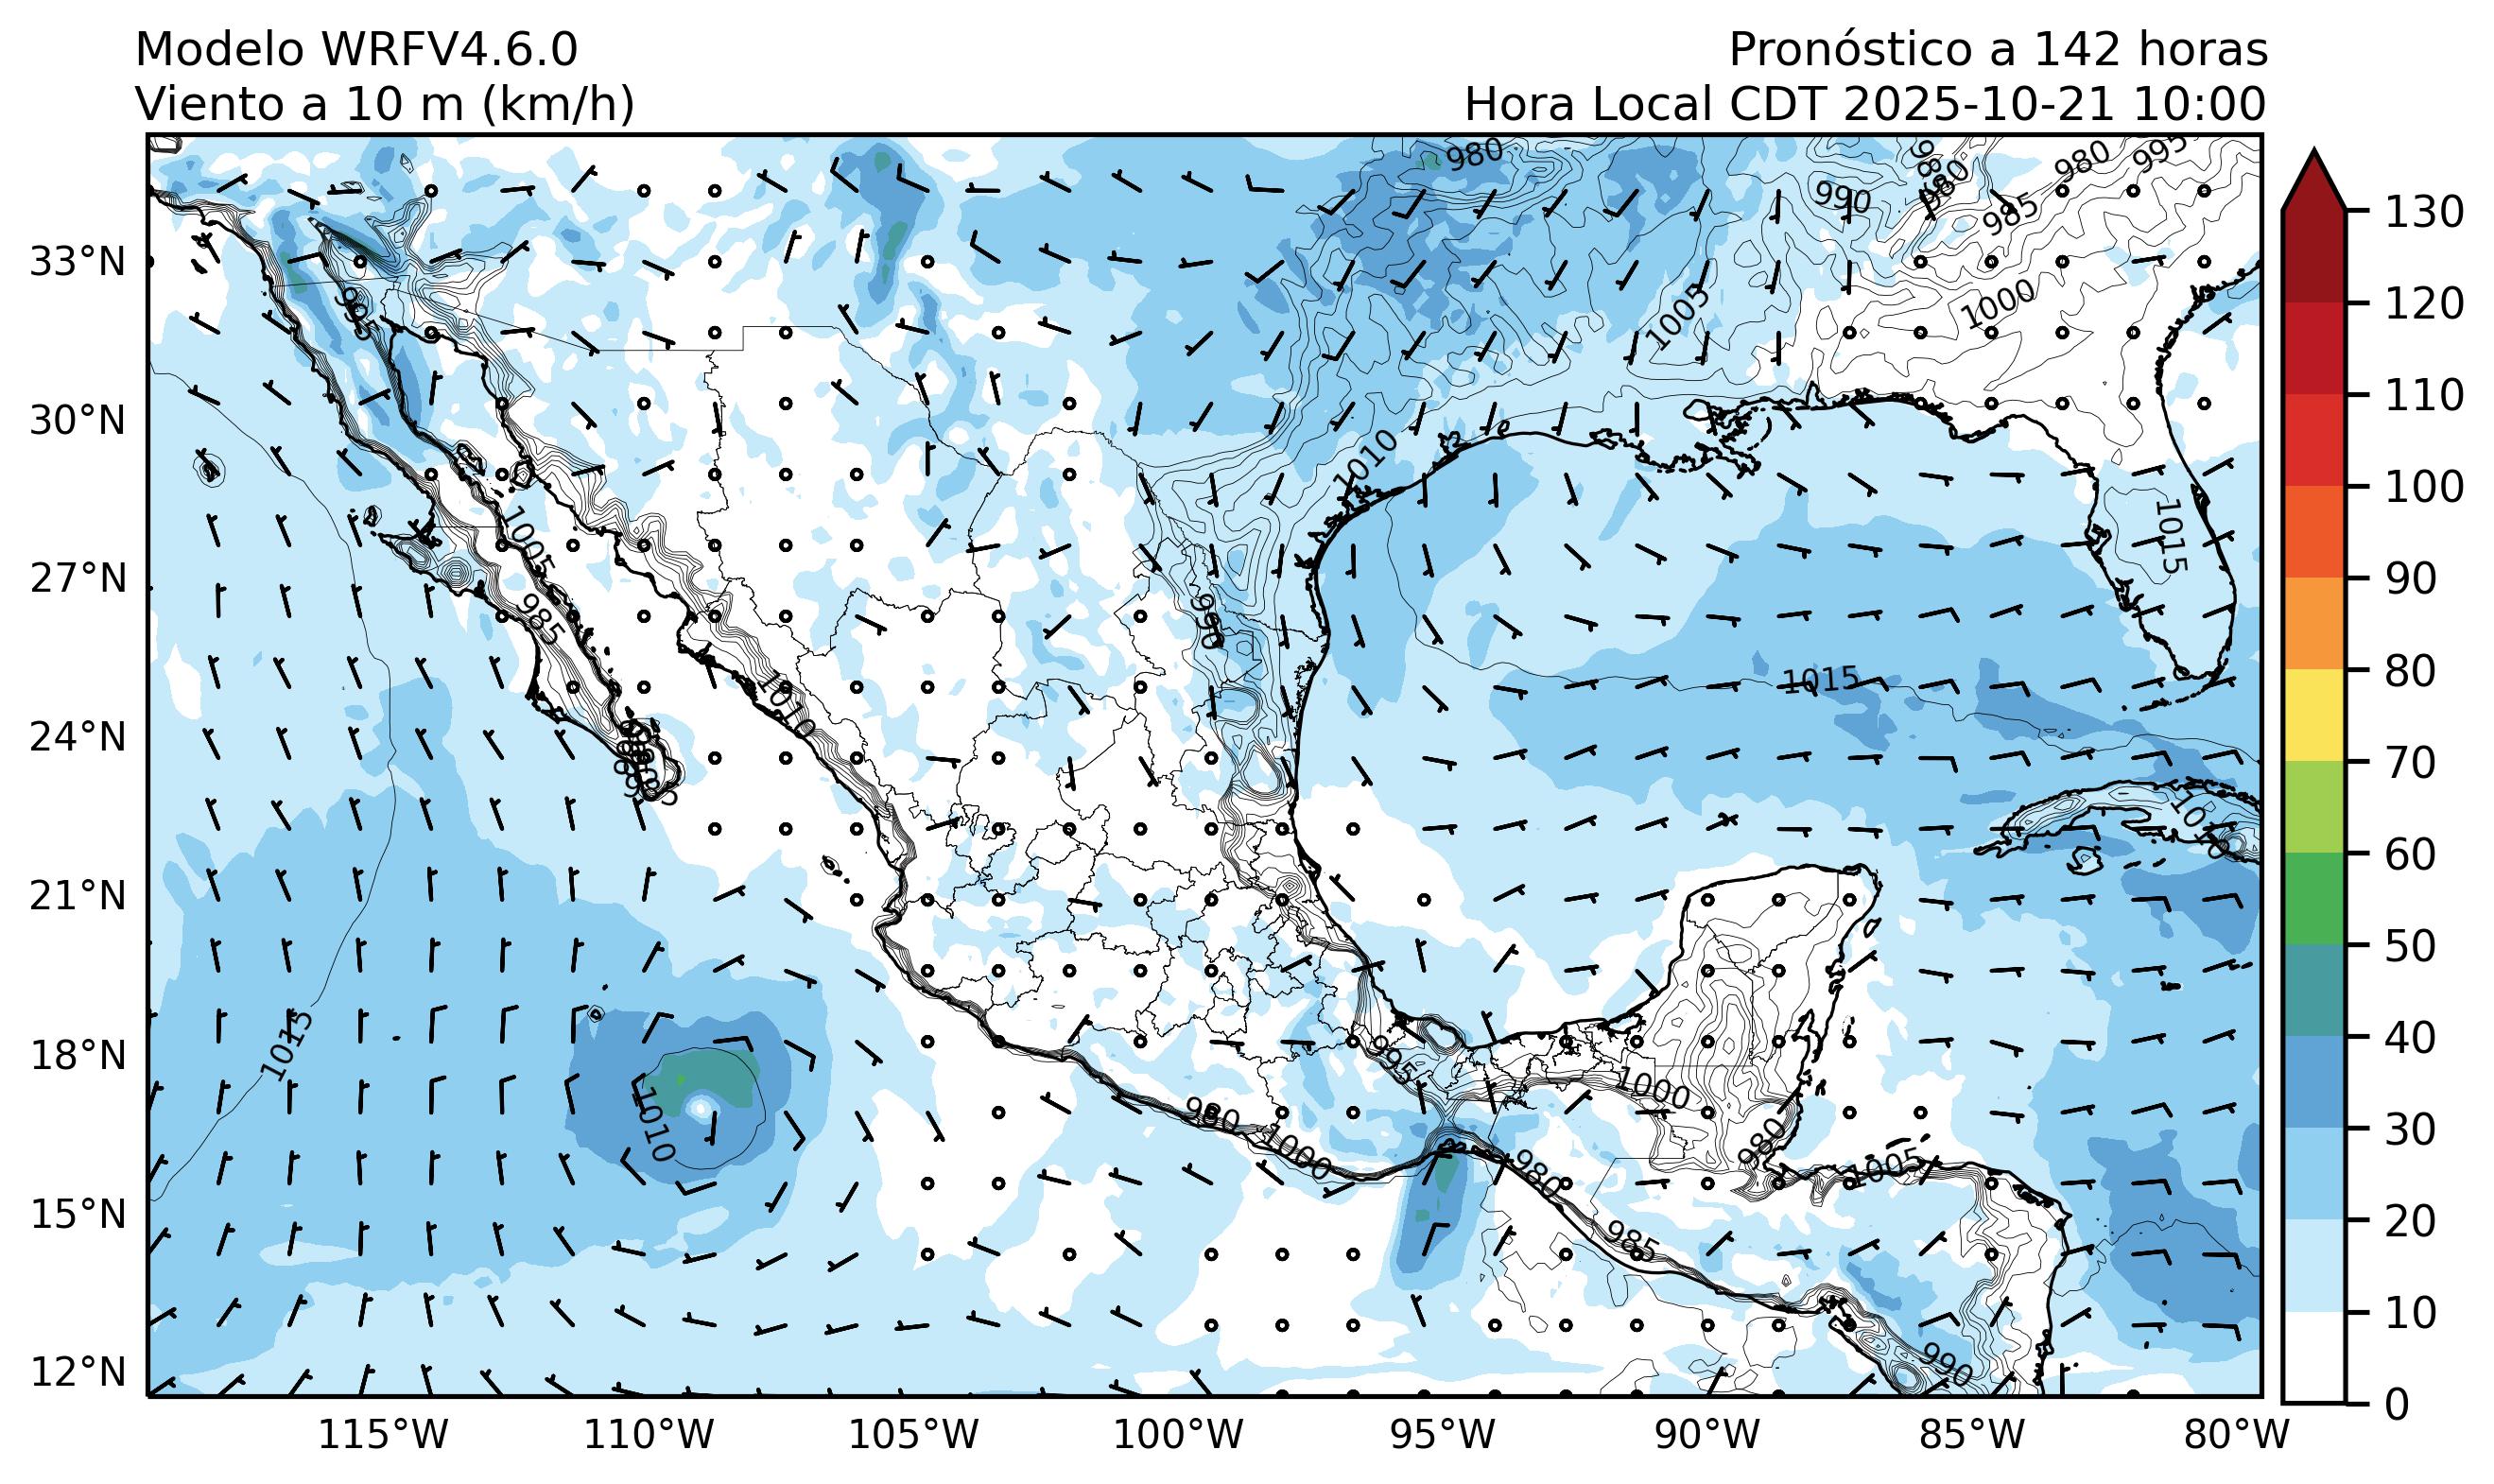 Modelo WRFV4.6.0
Viento a 10 m (km/h)
Pronóstico a 142 horas
Hora Local CDT 2025-10-21 10:00
33°N
30°N
27°N
24°N
21°N
18°N
15°N
12°N
115°W
110°W
105°W
100°W
95°W
90°W
85°W
80°W
130
120
110
100
90
80
70
60
50
40
30
20
10
0
980
980
995
990
980
985
1000
1005
1010
1015
1005
985
990
1010
1015
1015
1010
995
1000
980
1000
980
980
1005
985
990